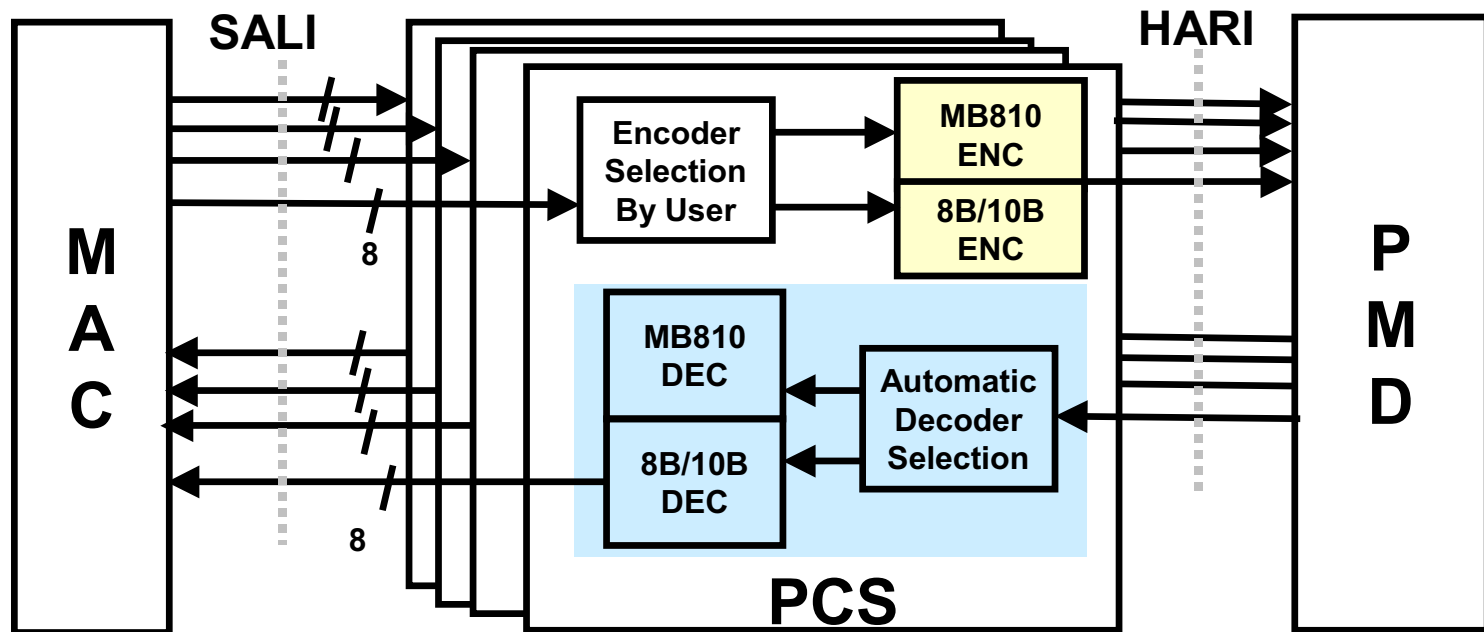 SALI
HARI
M
A
C
8
8
Encoder
Selection
By User
MB810
ENC
8B/10B
ENC
MB810
DEC
8B/10B
DEC
Automatic
Decoder
Selection
PCS
P
M
D